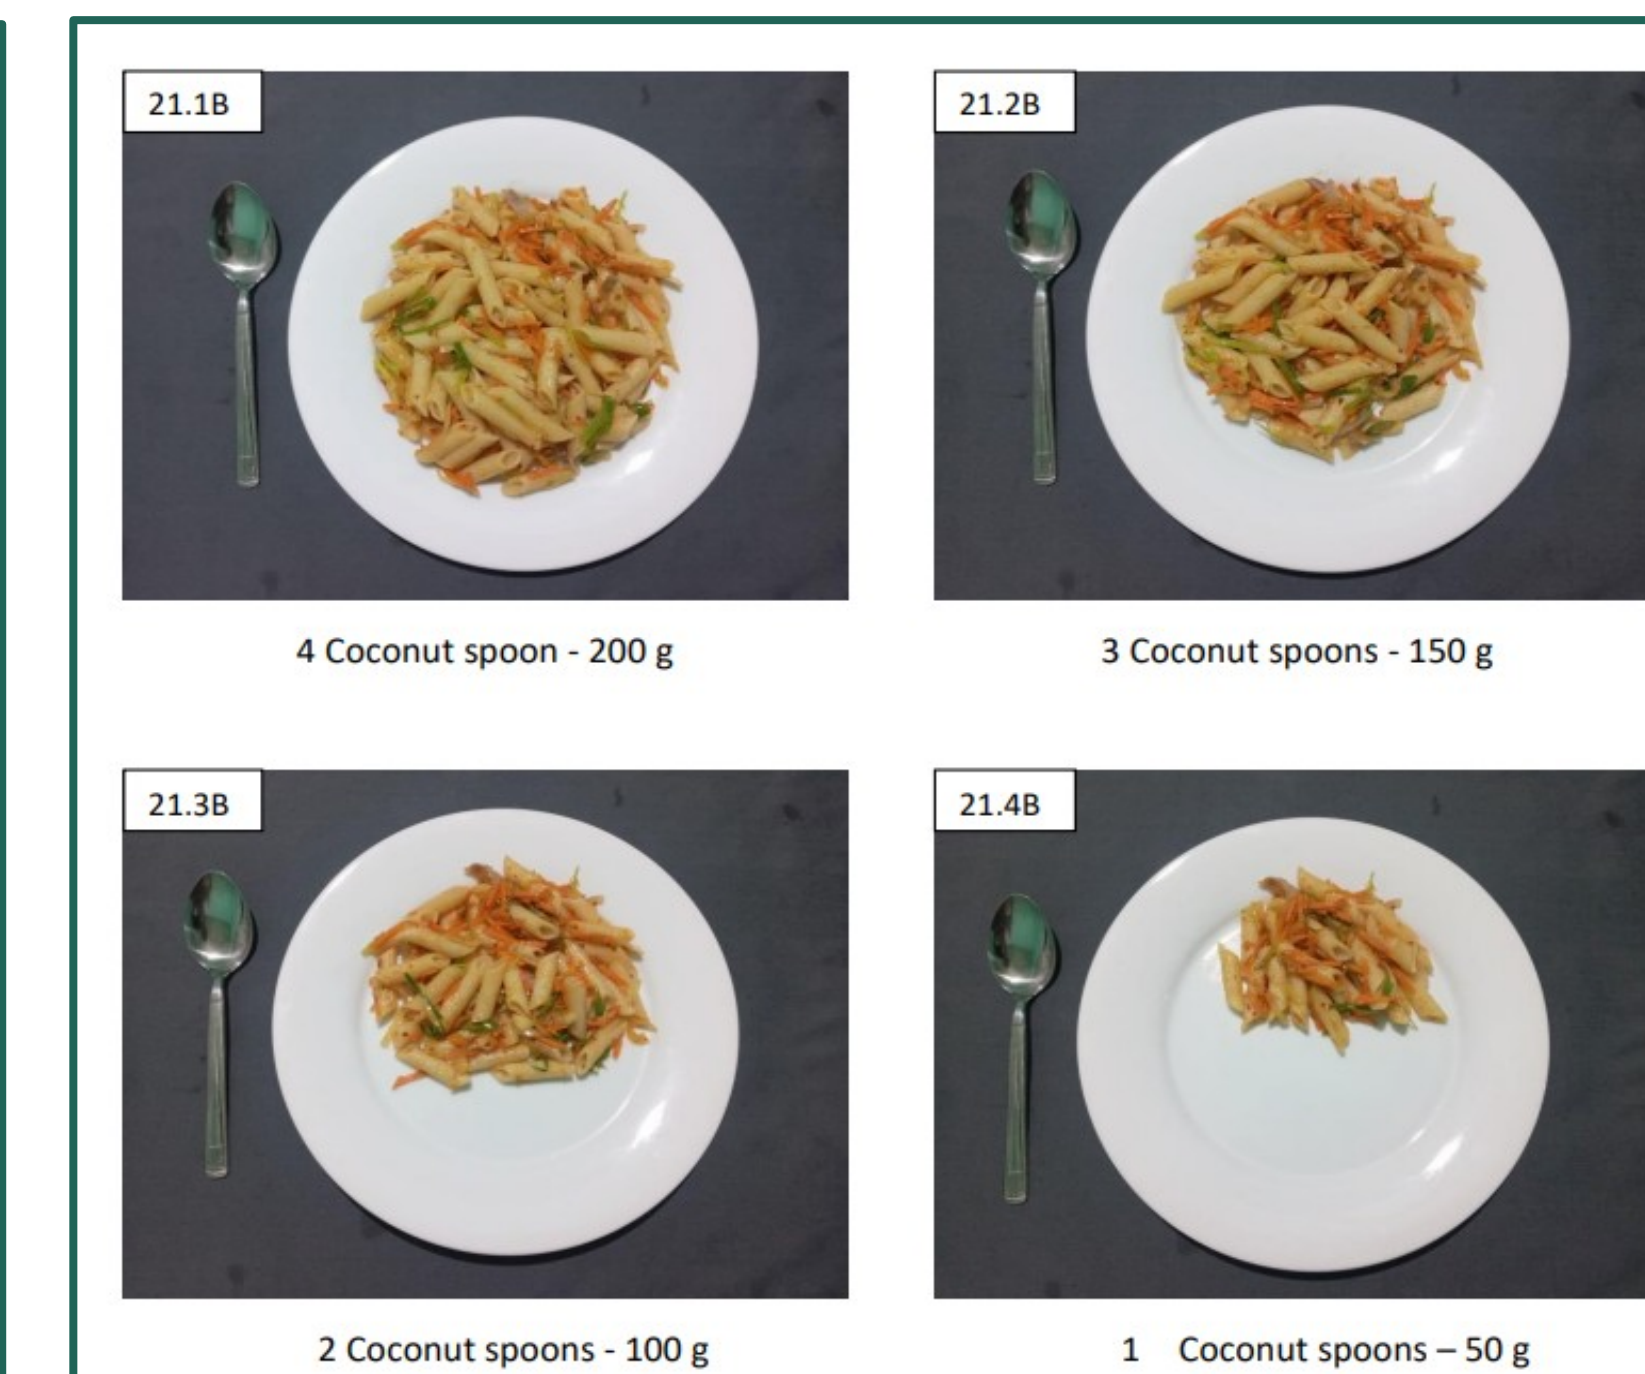 21.1B
21.2B
4 Coconut spoon - 200 g
3 Coconut spoons - 150 g
21.3B
21.4B
2 Coconut spoons - 100 g
1 Coconut spoons – 50 g